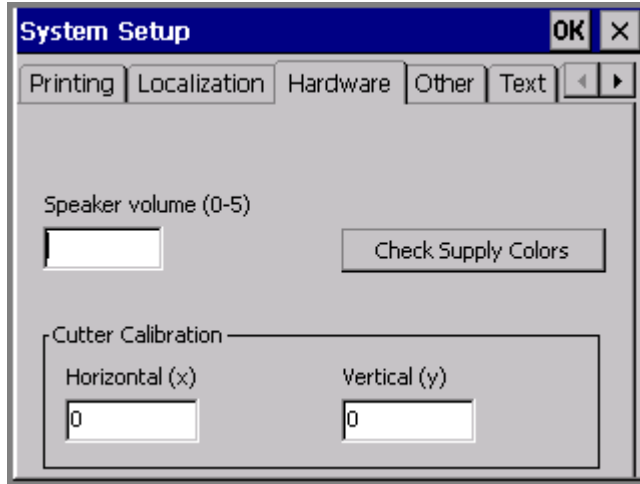 System Setup OK ×
Printing Localization Hardware Other Text
Speaker volume (0-5)
Check Supply Colors
Cutter Calibration
Horizontal (x) Vertical (y)
0 0